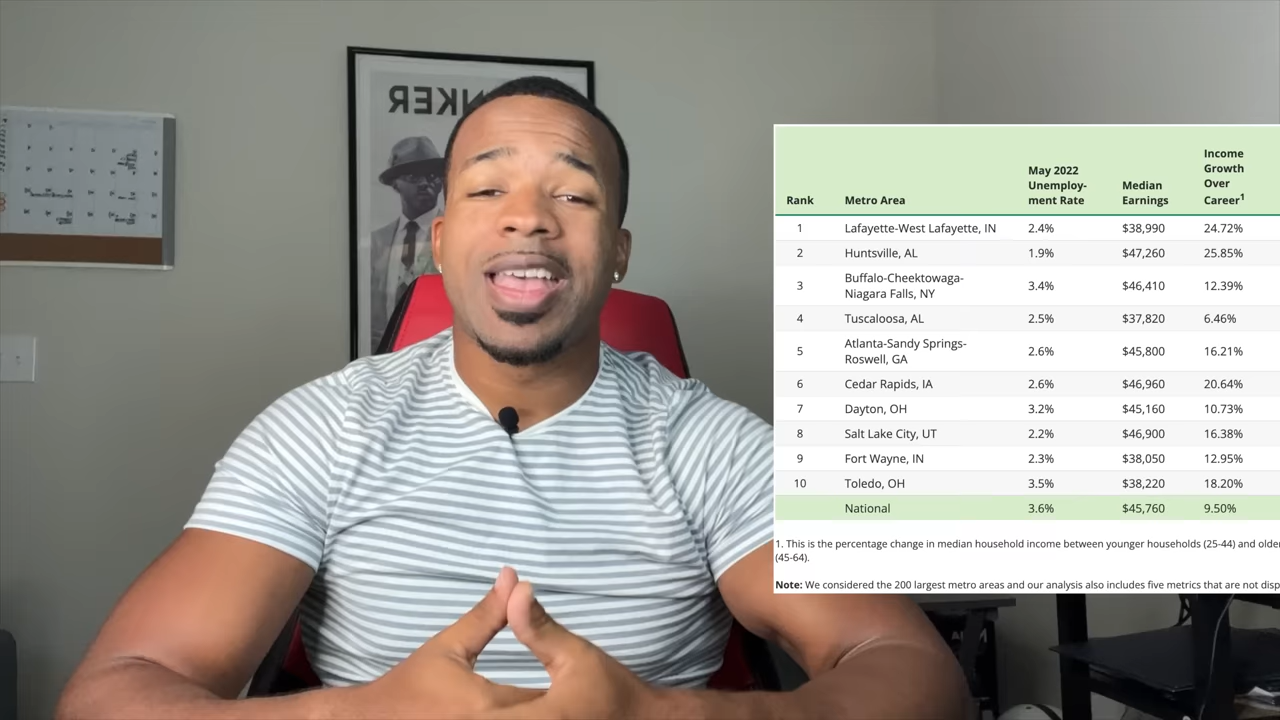 ЯƎ⋊И
Income
Growth
May 2022
Over
Unemploy-
Median
Rank Metro Area ment Rate Earnings Career1
1 Lafayette-West Lafayette, IN 2.4% $38,990 24.72%
2 Huntsville, AL 1.9% $47,260 25.85%
Buffalo-Cheektowaga-
3 3.4% $46,410 12.39%
Niagara Falls, NY
4 Tuscaloosa, AL 2.5% $37,820 6.46%
Atlanta-Sandy Springs-
5 2.6% $45,800 16.21%
Roswell, GA
6 Cedar Rapids, IA 2.6% $46,960 20.64%
7 Dayton, OH 3.2% $45,160 10.73%
8 Salt Lake City, UT 2.2% $46,900 16.38%
9 Fort Wayne, IN 2.3% $38,050 12.95%
10 Toledo, OH 3.5% $38,220 18.20%
National 3.6% $45,760 9.50%
1. This is the percentage change in median household income between younger households (25-44) and older
(45-64).
Note: We considered the 200 largest metro areas and our analysis also includes five metrics that are not disp